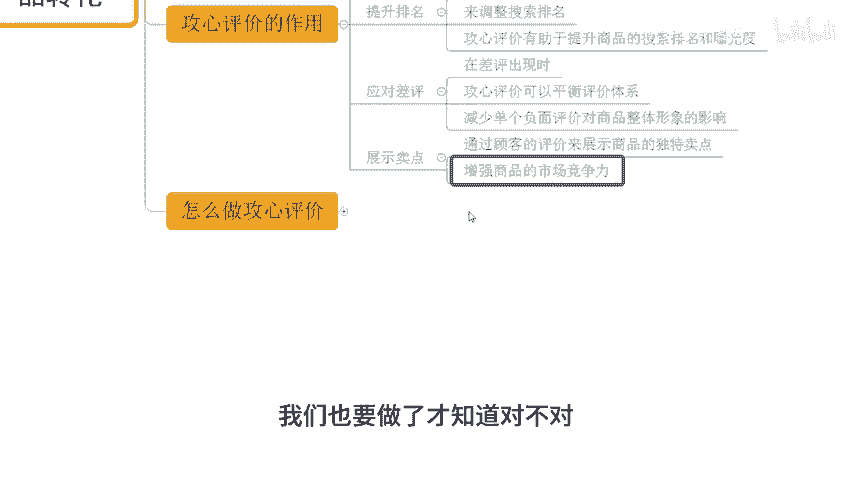 品转化
攻心评价的作用
提升排名
来调整搜索排名
攻心评价有助于提升商品的搜索排名和曝光度
应对差评
在差评出现时
攻心评价可以平衡评价体系
减少单个负面评价对商品整体形象的影响
展示卖点
通过顾客的评价来展示商品的独特卖点
增强商品的市场竞争力
怎么做攻心评价
我们也要做了才知道对不对
bilibili